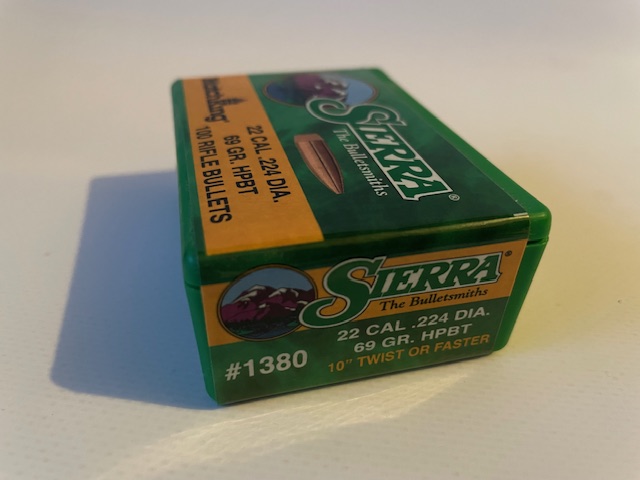 MatchKing
22 CAL .224 DIA.
69 GR. HPBT
100 RIFLE BULLETS
SIERRA®
The Bulletsmiths
SIERRA®
The Bulletsmiths
22 CAL .224 DIA.
69 GR. HPBT
#1380
10" TWIST OR FASTER